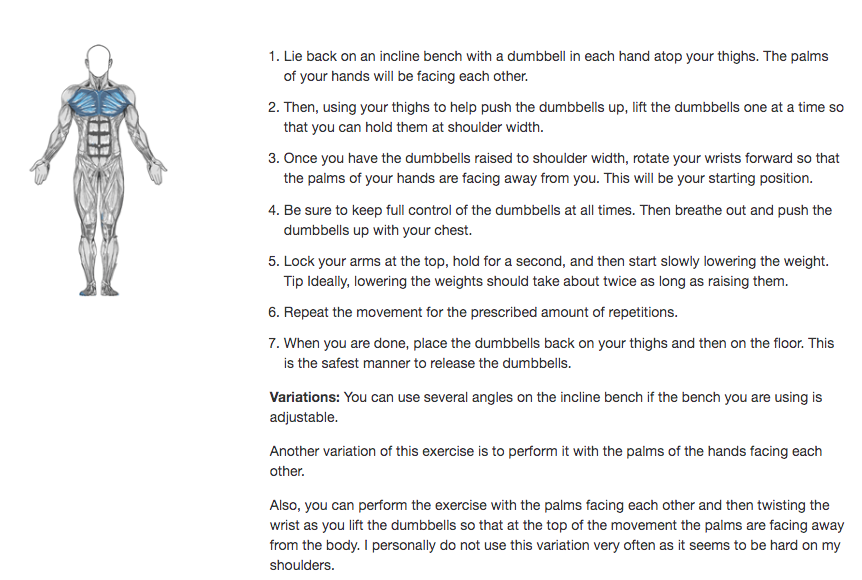 1. Lie back on an incline bench with a dumbbell in each hand atop your thighs. The palms
of your hands will be facing each other.
2. Then, using your thighs to help push the dumbbells up, lift the dumbbells one at a time so
that you can hold them at shoulder width.
3. Once you have the dumbbells raised to shoulder width, rotate your wrists forward so that
the palms of your hands are facing away from you. This will be your starting position.
4. Be sure to keep full control of the dumbbells at all times. Then breathe out and push the
dumbbells up with your chest.
5. Lock your arms at the top, hold for a second, and then start slowly lowering the weight.
Tip Ideally, lowering the weights should take about twice as long as raising them.
6. Repeat the movement for the prescribed amount of repetitions.
7. When you are done, place the dumbbells back on your thighs and then on the floor. This
is the safest manner to release the dumbbells.
Variations: You can use several angles on the incline bench if the bench you are using is
adjustable.
Another variation of this exercise is to perform it with the palms of the hands facing each
other.
Also, you can perform the exercise with the palms facing each other and then twisting the
wrist as you lift the dumbbells so that at the top of the movement the palms are facing away
from the body. I personally do not use this variation very often as it seems to be hard on my
shoulders.